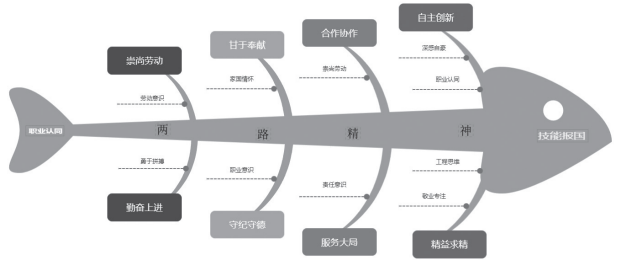 自主创新
合作协作
甘于奉献
崇尚劳动
深感自豪
家国情怀
崇尚劳动
职业认同
劳动意识
职业认同
两路精神
技能报国
勇于拼搏
职业意识
责任意识
工程思维
敬业专注
勤奋上进
守纪守德
服务大局
精益求精